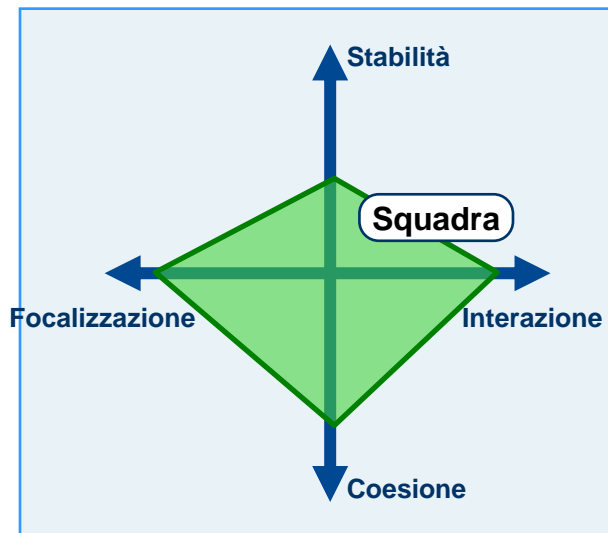 Stabilità
Squadra
Focalizzazione
Interazione
Coesione